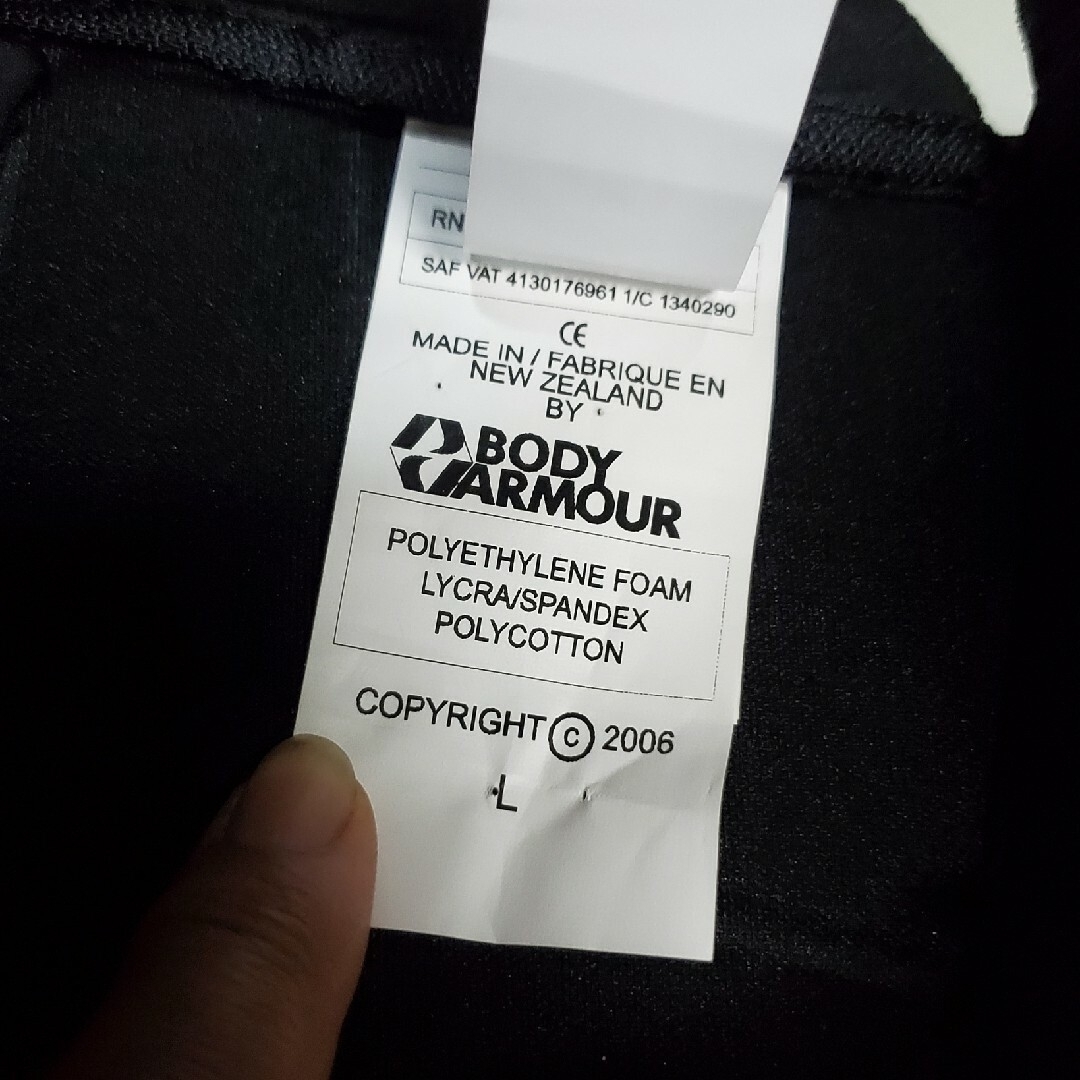 RN
SAF VAT 4130176961 1/C 1340290
CE
MADE IN / FABRIQUE EN
NEW ZEALAND
BY
BODY
ARMOUR
POLYETHYLENE FOAM
LYCRA/SPANDEX
POLYCOTTON
COPYRIGHT © 2006
L